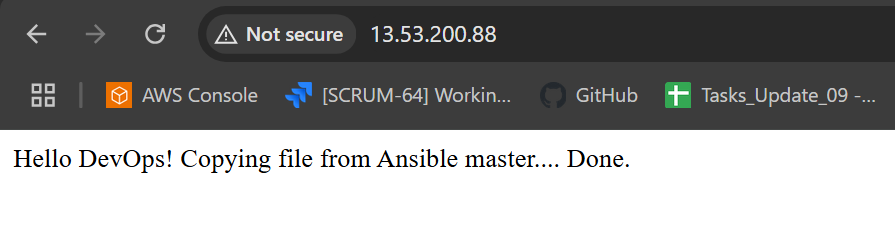 Not secure 13.53.200.88
AWS Console [SCRUM-64] Workin... GitHub Tasks_Update_09 -...
Hello DevOps! Copying file from Ansible master.... Done.